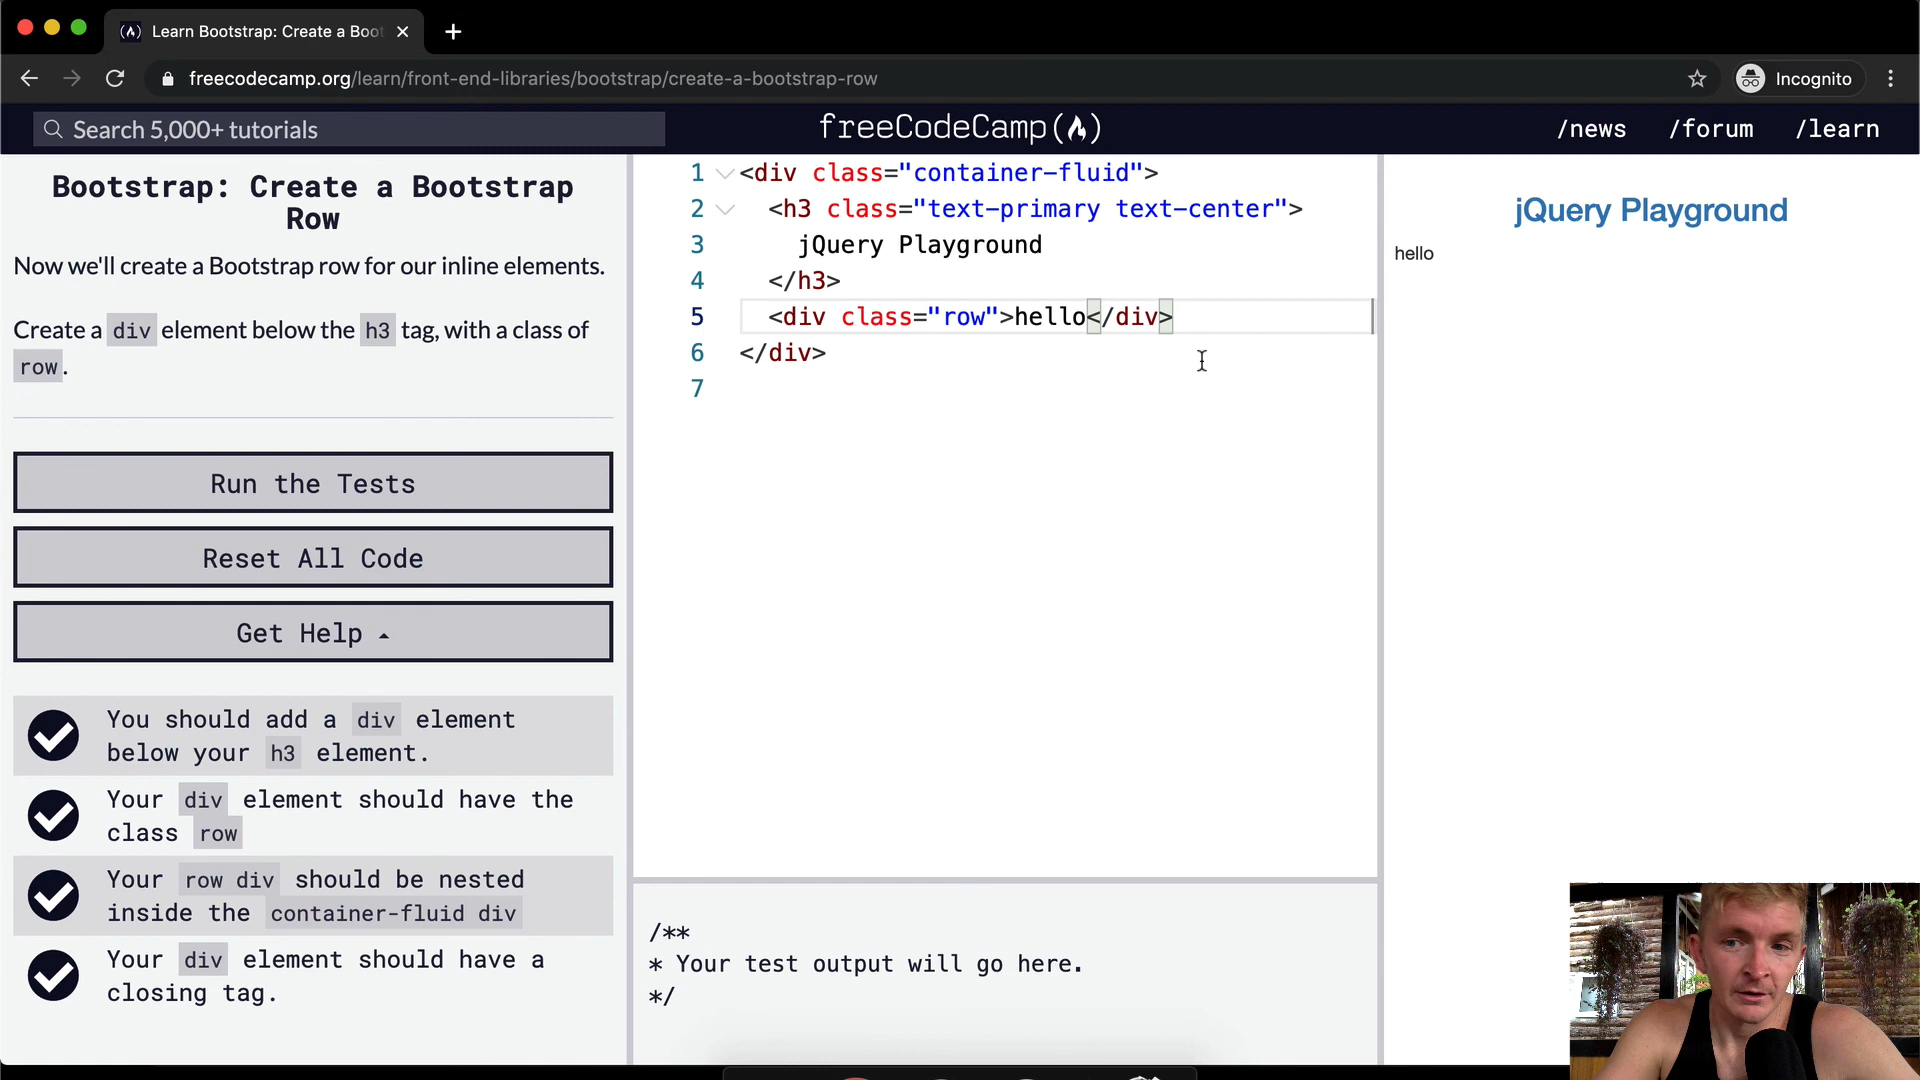 Learn Bootstrap: Create a Boot
freecodecamp.org/learn/front-end-libraries/bootstrap/create-a-bootstrap-row
Incognito
Search 5,000+ tutorials
freeCodeCamp
/news
/forum
/learn
Bootstrap: Create a Bootstrap
Row
Now we'll create a Bootstrap row for our inline elements.
Create a div element below the h3 tag, with a class of
row.
Run the Tests
Reset All Code
Get Help
You should add a div element
below your h3 element.
Your div element should have the
class row
Your row div should be nested
inside the container-fluid div
Your div element should have a
closing tag.
1 <div class="container-fluid">
2 <h3 class="text-primary text-center">
3 jQuery Playground
4 </h3>
5 <div class="row">hello</div>
6 </div>
7
/**
* Your test output will go here.
*/
jQuery Playground
hello